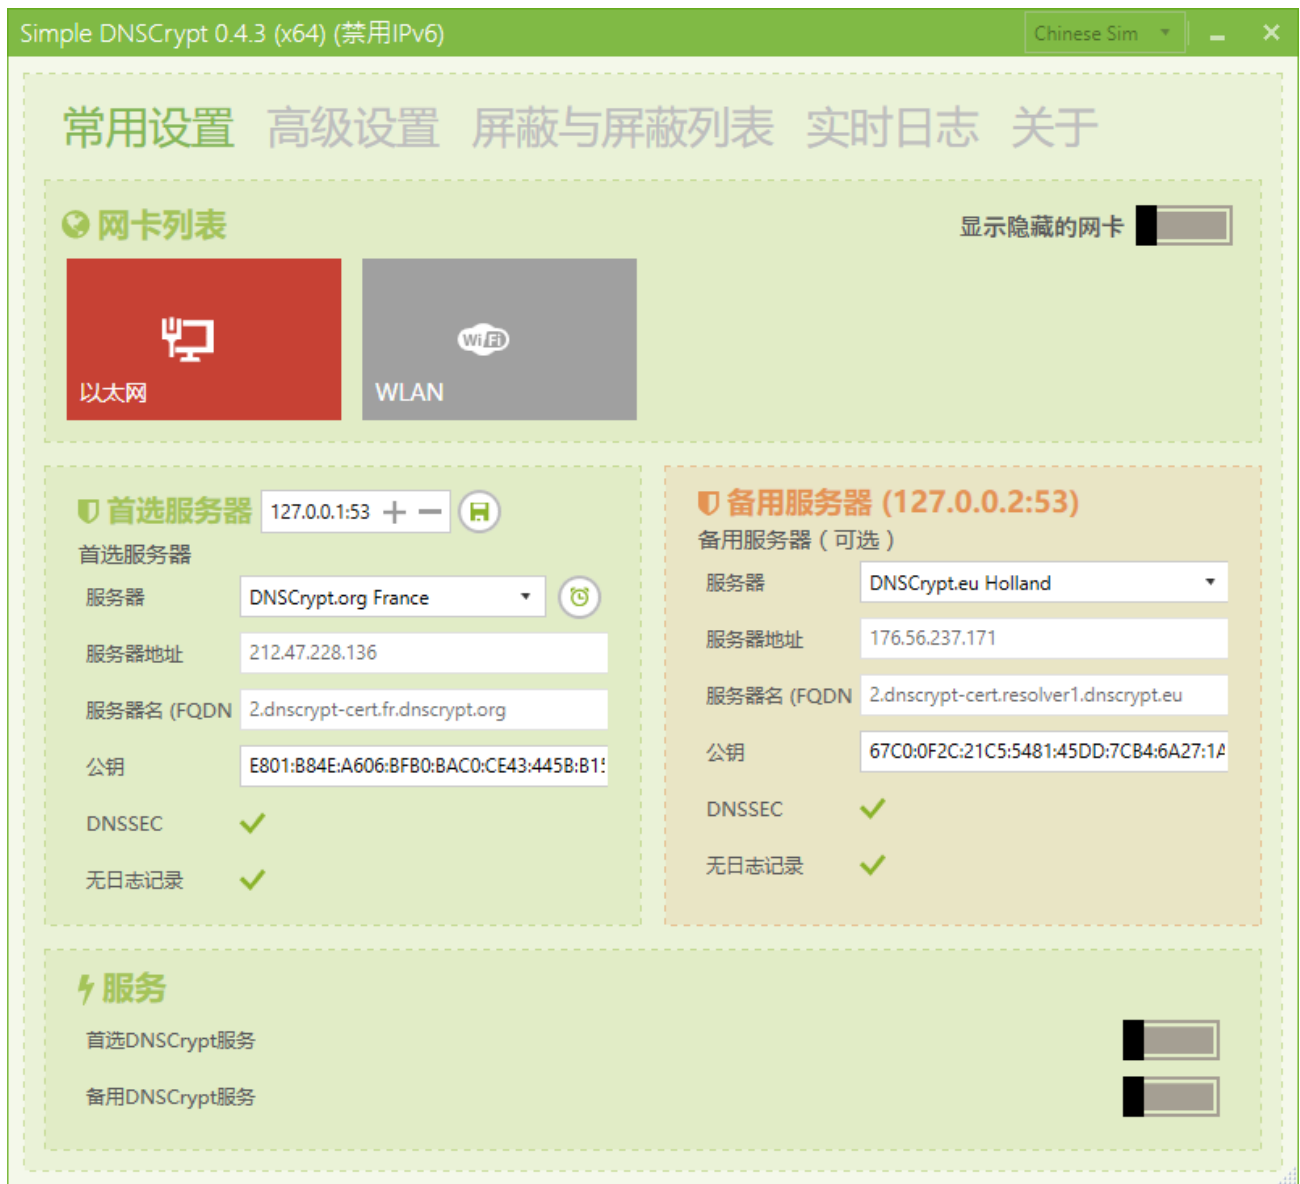 Simple DNSCrypt 0.4.3 (x64) (禁用IPv6)
Chinese Sim
常用设置 高级设置 屏蔽与屏蔽列表 实时日志 关于
网卡列表
显示隐藏的网卡
WiFi
以太网
WLAN
首选服务器 127.0.0.1:53
首选服务器
服务器 DNSCrypt.org France
服务器地址 212.47.228.136
服务器名 (FQDN 2.dnscrypt-cert.fr.dnscrypt.org
公钥 E801:B84E:A606:BFB0:BAC0:CE43:445B:B15
DNSSEC
无日志记录
备用服务器 (127.0.0.2:53)
备用服务器（可选）
服务器 DNSCrypt.eu Holland
服务器地址 176.56.237.171
服务器名 (FQDN 2.dnscrypt-cert.resolver1.dnscrypt.eu
公钥 67C0:0F2C:21C5:5481:45DD:7CB4:6A27:1A
DNSSEC
无日志记录
服务
首选DNSCrypt服务
备用DNSCrypt服务